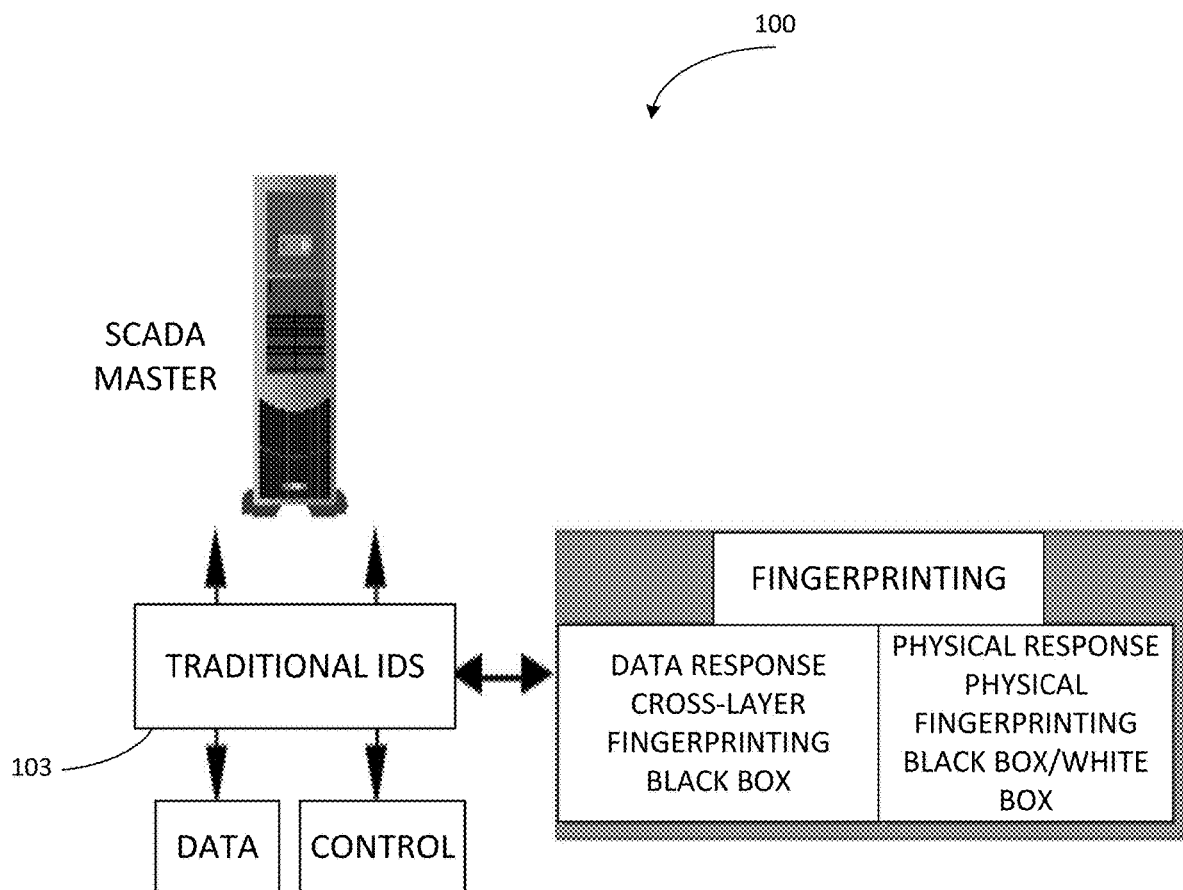 100
SCADA
MASTER
FINGERPRINTING
TRADITIONAL IDS
DATA RESPONSE
CROSS-LAYER
FINGERPRINTING
BLACK BOX
PHYSICAL RESPONSE
PHYSICAL
FINGERPRINTING
BLACK BOX/WHITE
BOX
103
DATA
CONTROL